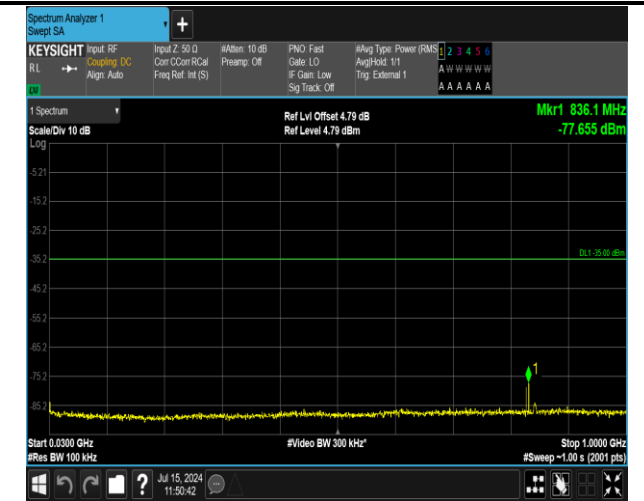 Spectrum Analyzer 1
Swept SA
+
KEYSIGHT Input: RF Input Z: 50 Ω #Atten: 10 dB PNO: Fast #Avg Type: Power (RMS 1 2 3 4 5 6
RL Coupling: DC Corr CCorr RCal Preamp: Off Gate: LO Avg|Hold: 1/1 A W W W W W
Align: Auto Freq Ref: Int (S) IF Gain: Low Trig: External 1
Sig Track: Off A A A A A A
1 Spectrum
Ref Lvl Offset 4.79 dB Mkr1 836.1 MHz
Scale/Div 10 dB Ref Level 4.79 dBm -77.655 dBm
Log
-5.21
-15.2
-25.2
DL1 -35.00 dBm
-35.2
-45.2
-55.2
-65.2
1
-75.2
-85.2
Start 0.0300 GHz #Video BW 300 kHz* Stop 1.0000 GHz
#Res BW 100 kHz #Sweep ~1.00 s (2001 pts)
? Jul 15, 2024
11:50:42